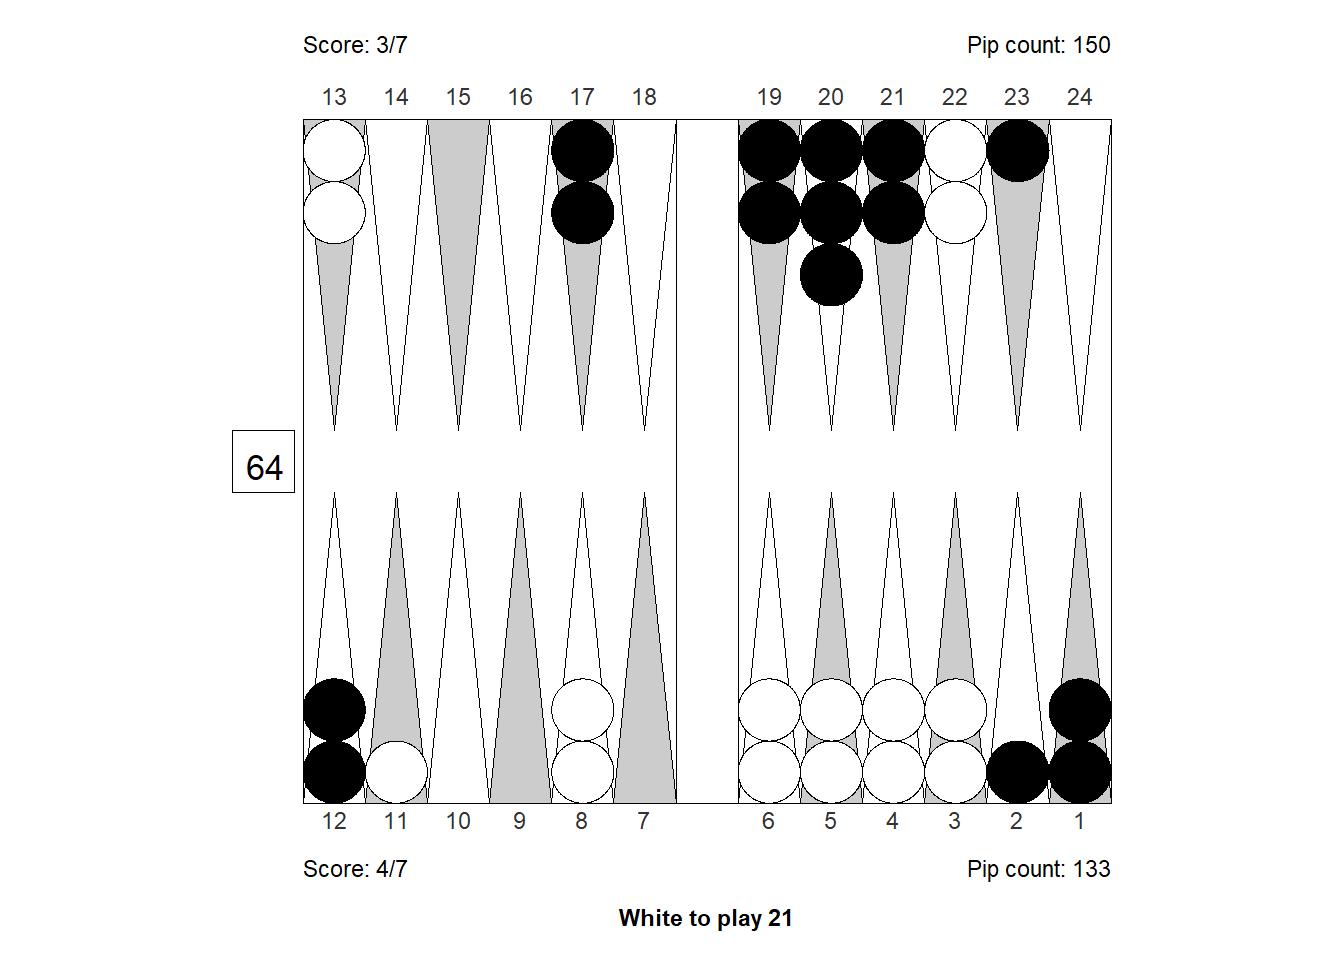 Score: 3/7 Pip count: 150
13 14 15 16 17 18 19 20 21 22 23 24
64
12 11 10 9 8 7 6 5 4 3 2 1
Score: 4/7 Pip count: 133
White to play 21